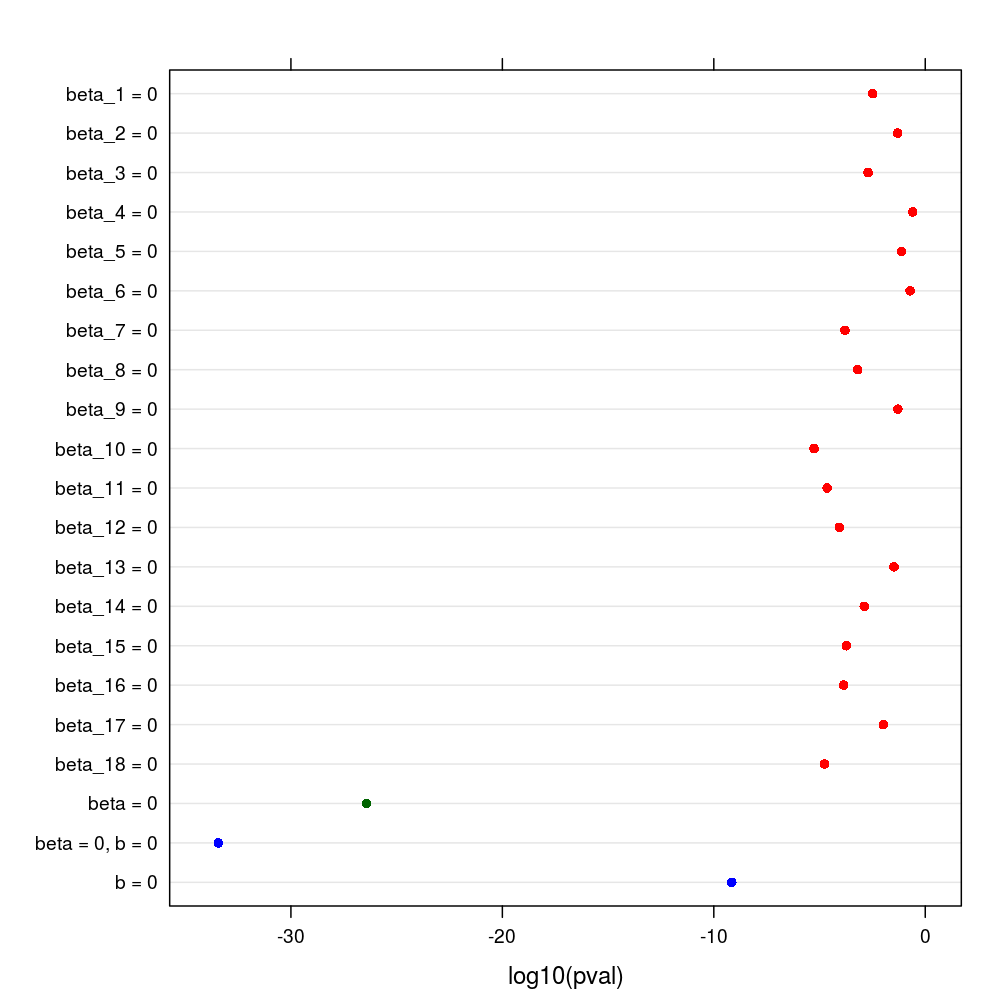 beta_1 = 0
beta_2 = 0
beta_3 = 0
beta_4 = 0
beta_5 = 0
beta_6 = 0
beta_7 = 0
beta_8 = 0
beta_9 = 0
beta_10 = 0
beta_11 = 0
beta_12 = 0
beta_13 = 0
beta_14 = 0
beta_15 = 0
beta_16 = 0
beta_17 = 0
beta_18 = 0
beta = 0
beta = 0, b = 0
b = 0
-30 -20 -10 0
log10(pval)